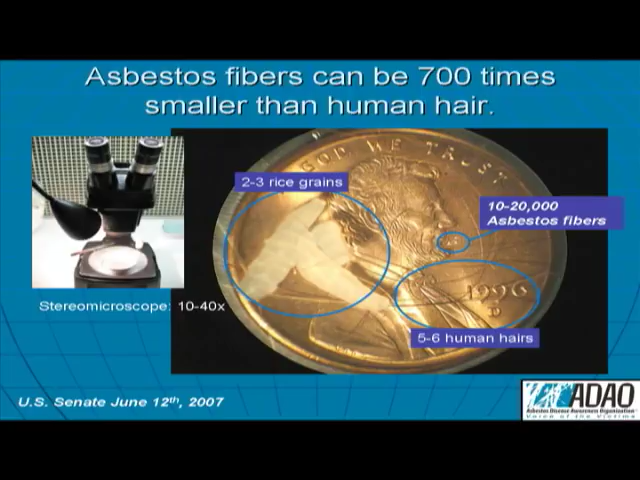 Asbestos fibers can be 700 times
smaller than human hair.
GOD WE TRUST
2-3 rice grains
10-20,000
Asbestos fibers
1996
D
5-6 human hairs
Stereomicroscope: 10-40x
U.S. Senate June 12th, 2007
ADAO
Asbestos Disease Awareness Organization
Voice of the Victims